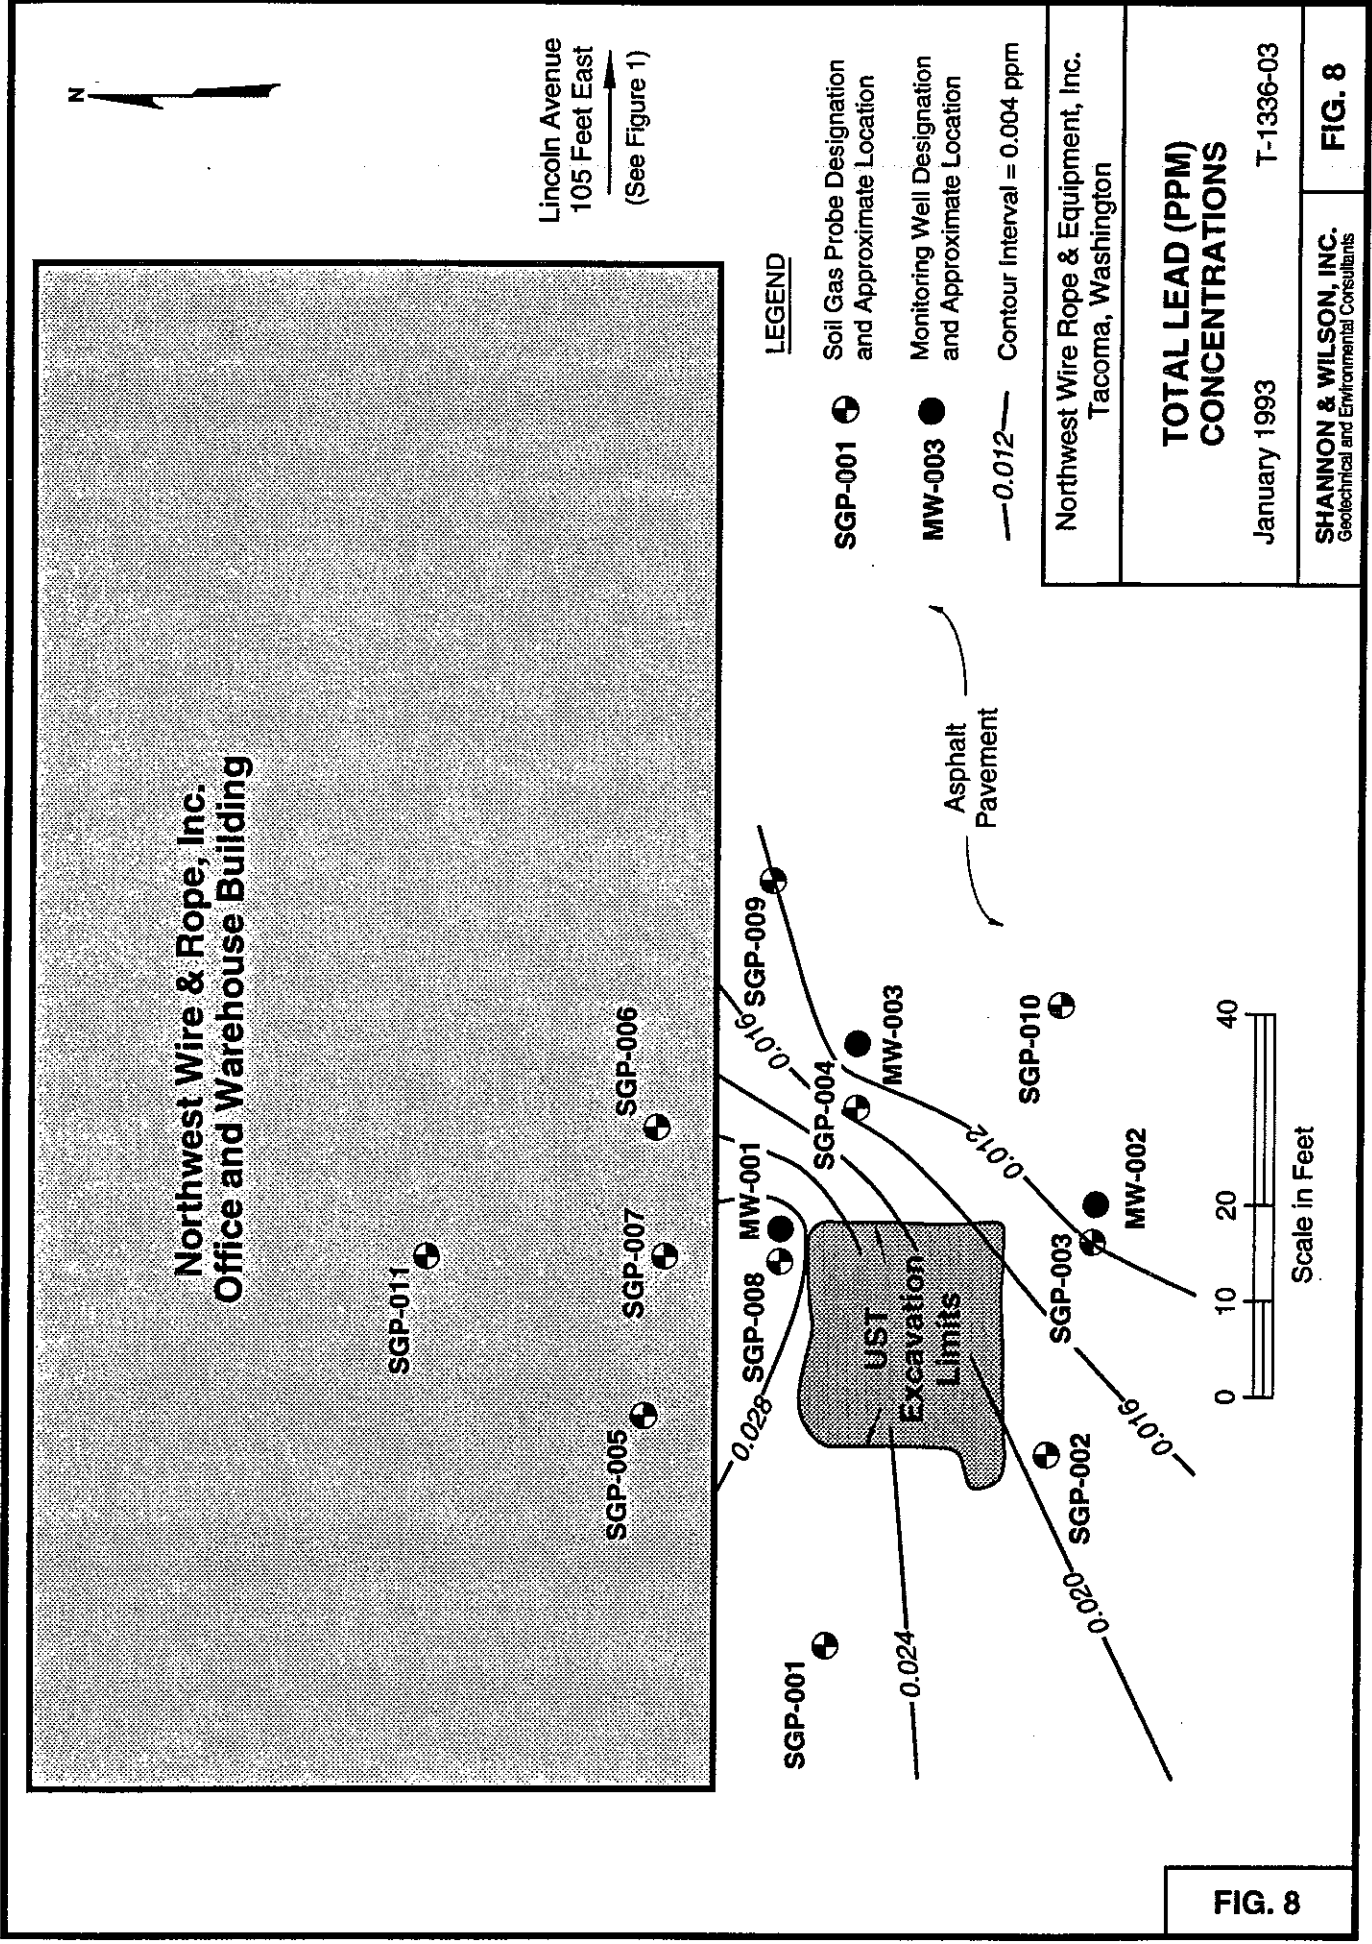 N
Lincoln Avenue
105 Feet East
(See Figure 1)
Northwest Wire & Rope, Inc.
Office and Warehouse Building
SGP-011
SGP-005
SGP-007
SGP-006
SGP-001
SGP-008
MW-001
SGP-009
SGP-004
MW-003
SGP-002
SGP-003
MW-002
SGP-010
0.028
0.024
0.020
0.016
0.016
0.012
UST
Excavation
Limits
Asphalt
Pavement
0 10 20 40
Scale in Feet
LEGEND
SGP-001 Soil Gas Probe Designation
and Approximate Location
MW-003 Monitoring Well Designation
and Approximate Location
—0.012— Contour Interval = 0.004 ppm
Northwest Wire Rope & Equipment, Inc.
Tacoma, Washington
TOTAL LEAD (PPM)
CONCENTRATIONS
January 1993 T-1336-03
SHANNON & WILSON, INC.
Geotechnical and Environmental Consultants
FIG. 8
FIG. 8